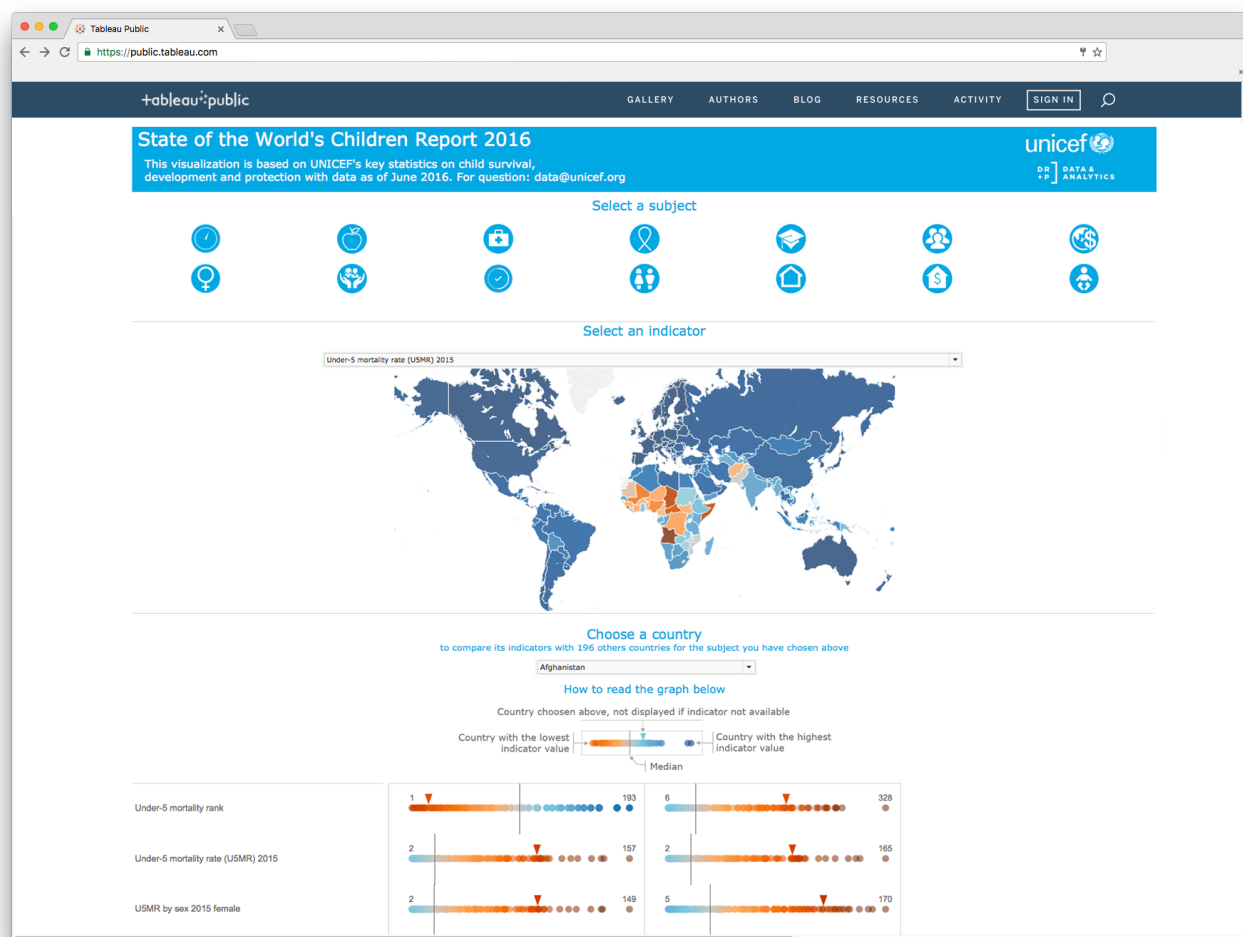 Tableau Public
https://public.tableau.com
+ableau public
GALLERY AUTHORS BLOG RESOURCES ACTIVITY SIGN IN
State of the World's Children Report 2016
This visualization is based on UNICEF's key statistics on child survival,
development and protection with data as of June 2016. For question: data@unicef.org
unicef
DR+P DATA & ANALYTICS
Select a subject
Select an indicator
Under-5 mortality rate (U5MR) 2015
Choose a country
to compare its indicators with 196 others countries for the subject you have chosen above
Afghanistan
How to read the graph below
Country choosen above, not displayed if indicator not available
Country with the lowest
indicator value
Country with the highest
indicator value
Median
Under-5 mortality rank
1 193 6 328
Under-5 mortality rate (U5MR) 2015
2 157 2 165
U5MR by sex 2015 female
2 149 5 170